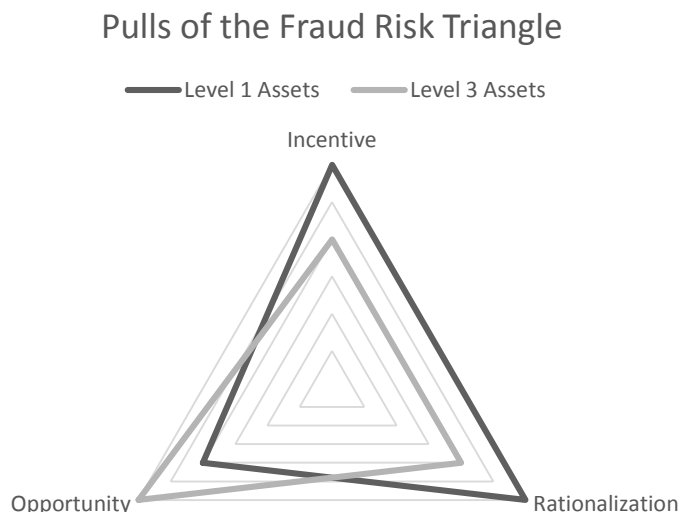 Pulls of the Fraud Risk Triangle
Level 1 Assets Level 3 Assets
Incentive
Opportunity Rationalization